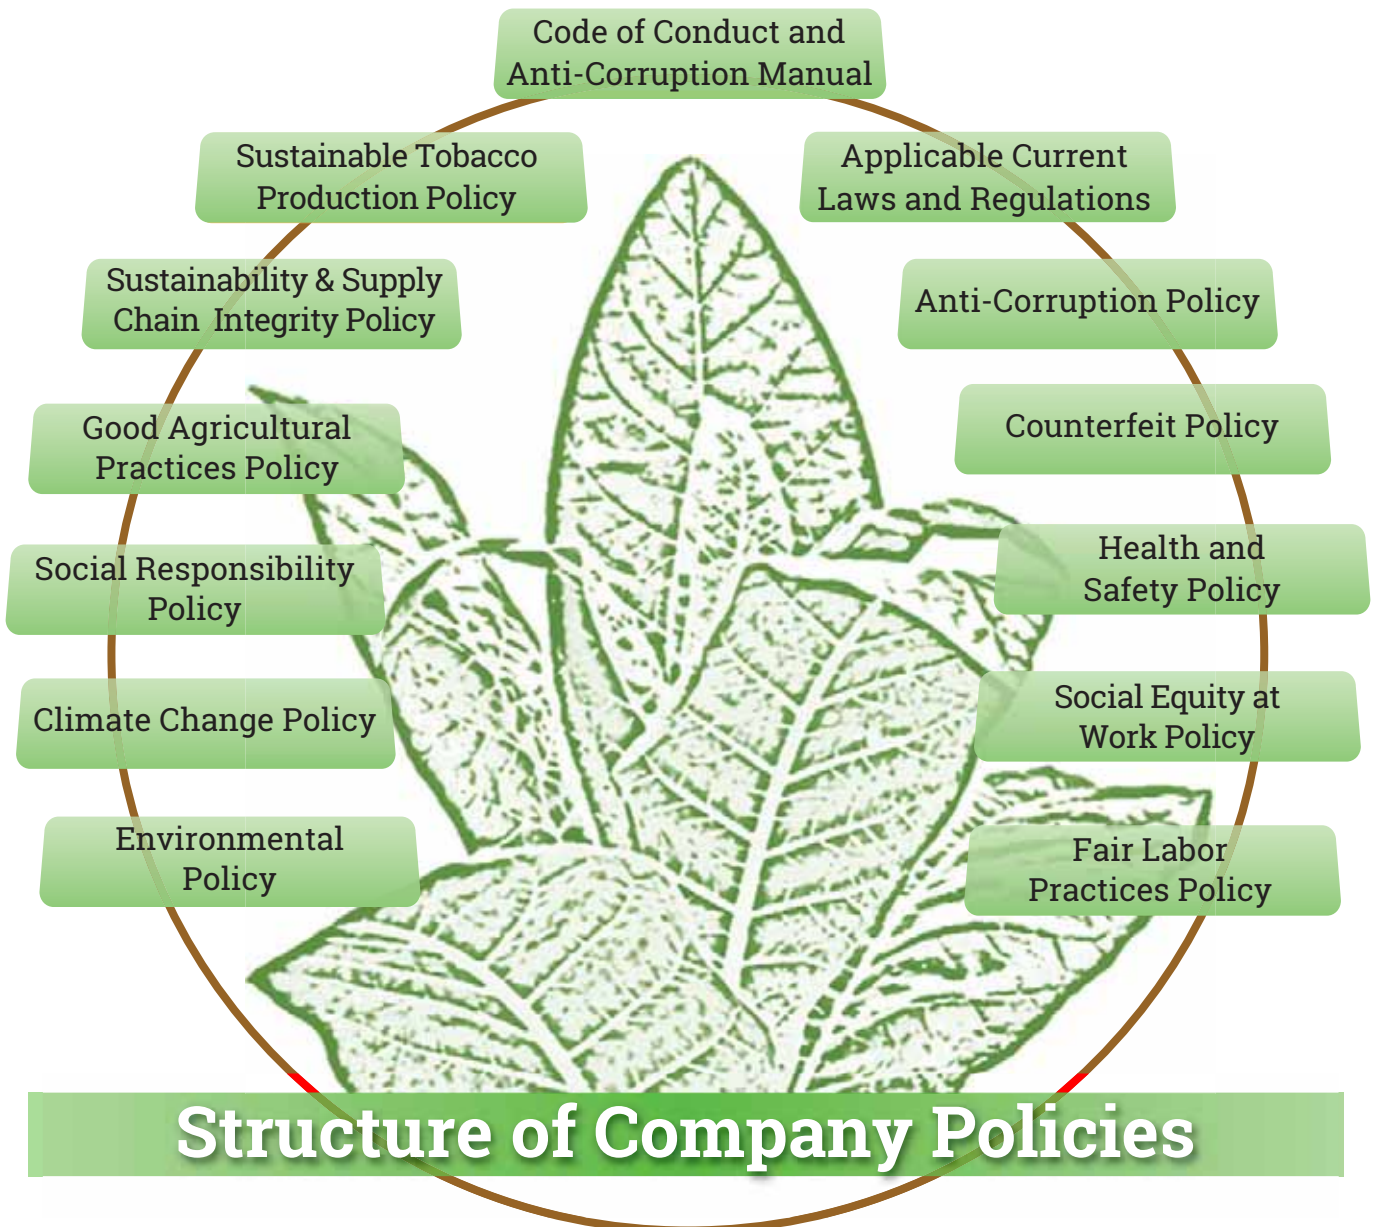 Code of Conduct and
Anti-Corruption Manual
Sustainable Tobacco
Production Policy
Applicable Current
Laws and Regulations
Sustainability & Supply
Chain Integrity Policy
Anti-Corruption Policy
Good Agricultural
Practices Policy
Counterfeit Policy
Social Responsibility
Policy
Health and
Safety Policy
Climate Change Policy
Social Equity at
Work Policy
Environmental
Policy
Fair Labor
Practices Policy
Structure of Company Policies